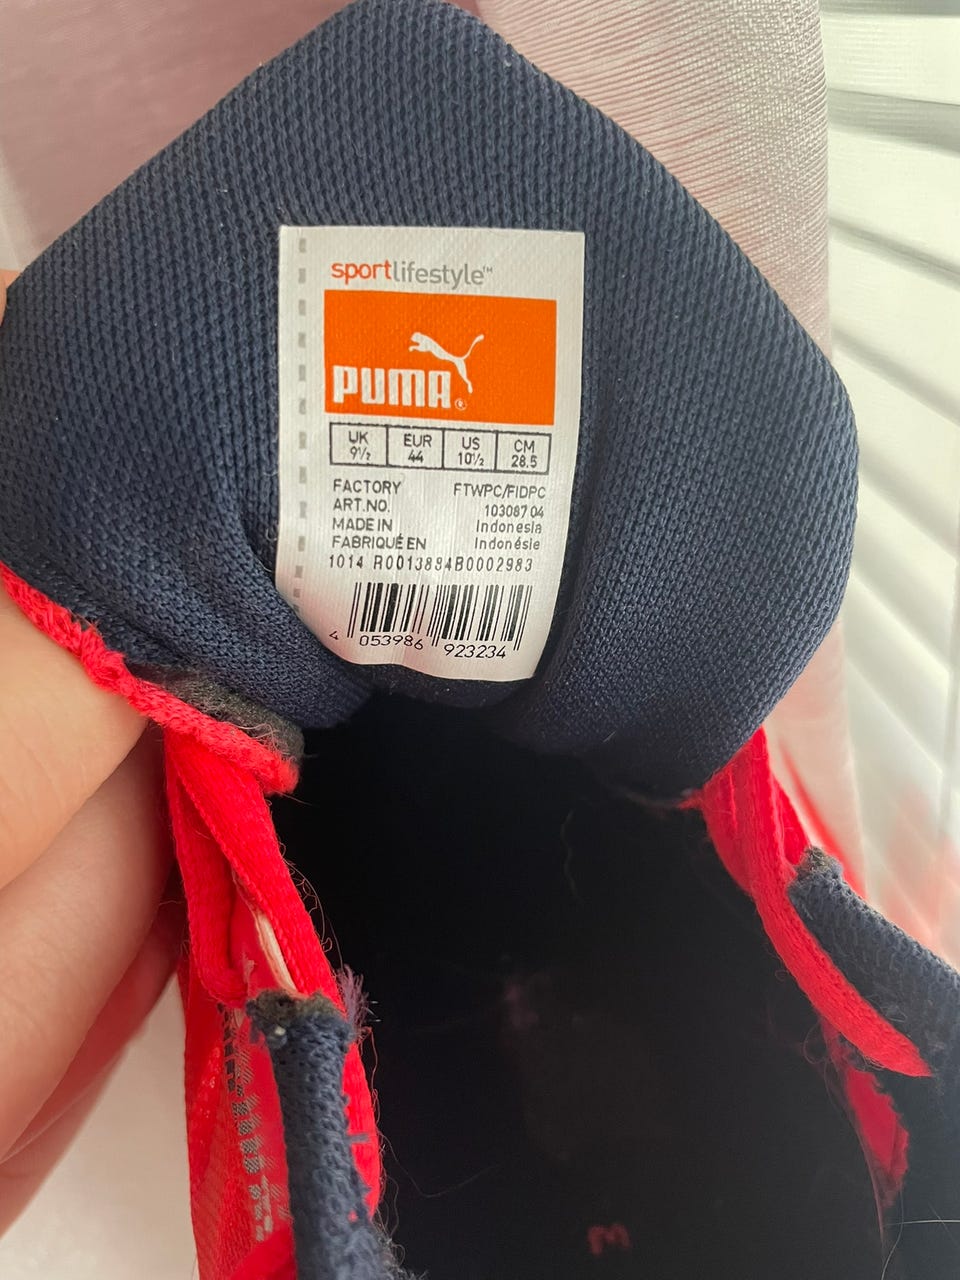 sportlifestyle™
PUMA®
UK EUR US CM
9½ 44 10½ 28.5
FACTORY FTWPC/FIDPC
ART.NO. 103087 04
MADE IN Indonesia
FABRIQUÉ EN Indonésie
1014 R0013894B0002983
4 053986 923234